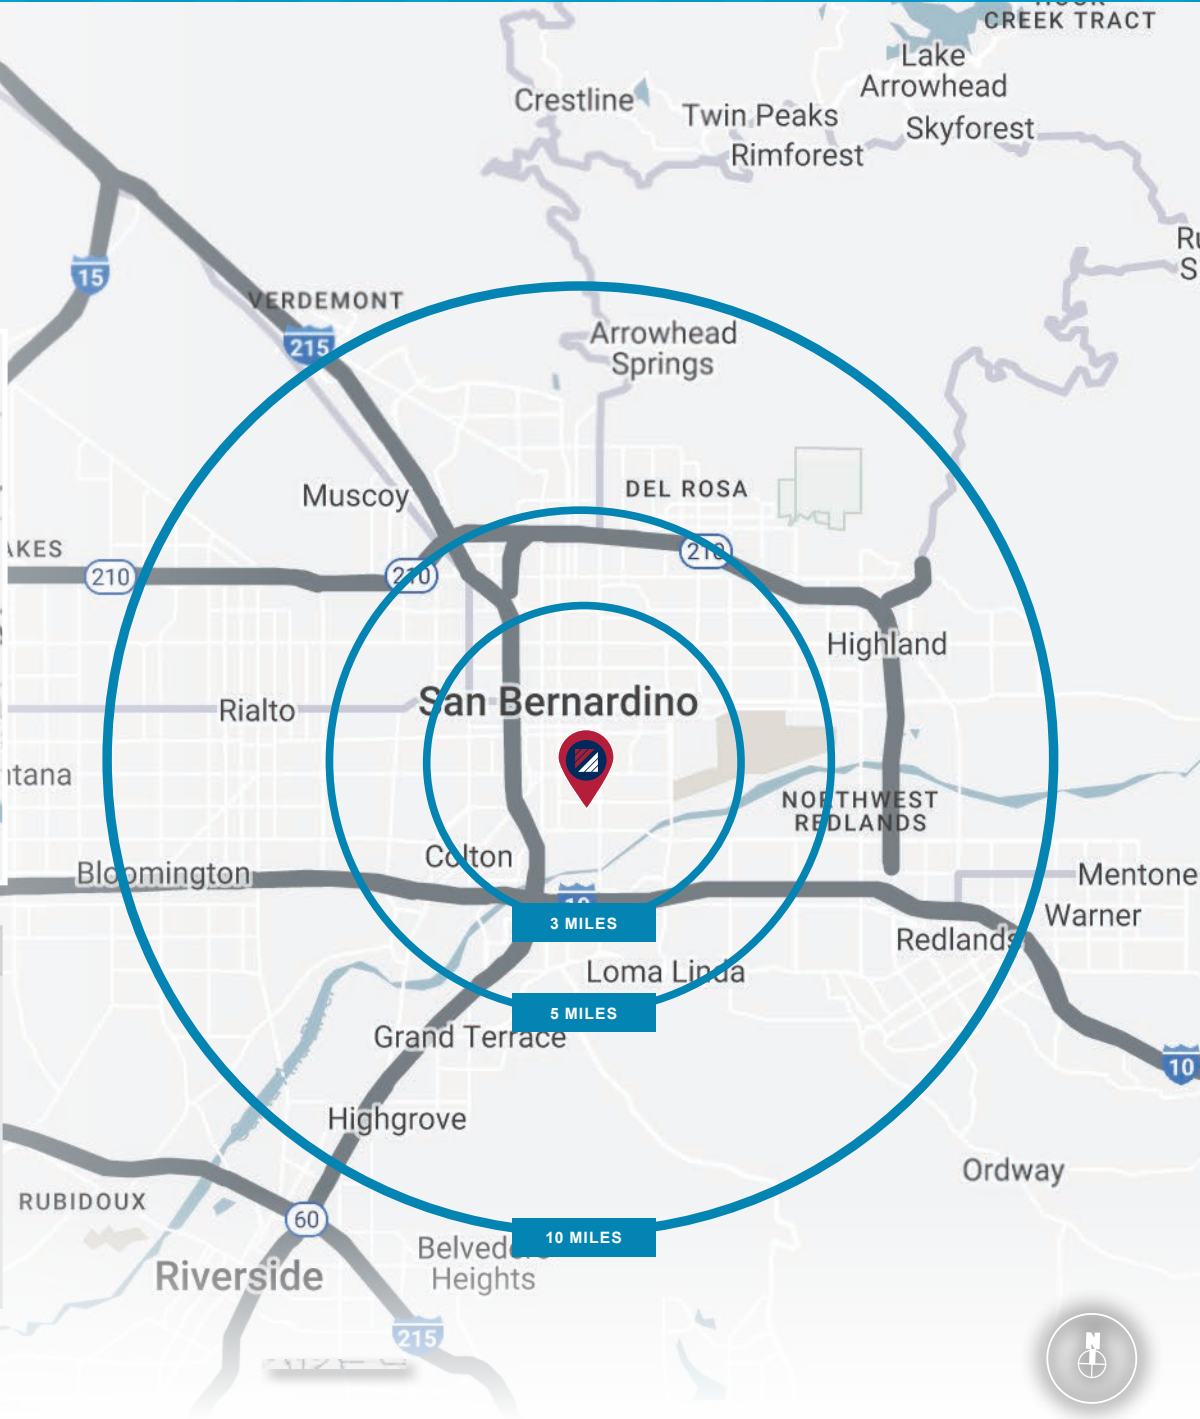 CREEK TRACT
Lake
Arrowhead
Crestline
Twin Peaks
Skyforest
Rimforest
15
VERDEMONT
215
Arrowhead
Springs
Muscoy
DEL ROSA
210
210
210
Highland
San Bernardino
Rialto
NORTHWEST
REDLANDS
Colton
Bloomington
Mentone
10
3 MILES
Warner
Redlands
Loma Linda
5 MILES
Grand Terrace
10
Highgrove
Ordway
RUBIDOUX
60
10 MILES
Riverside
Heights
215
N